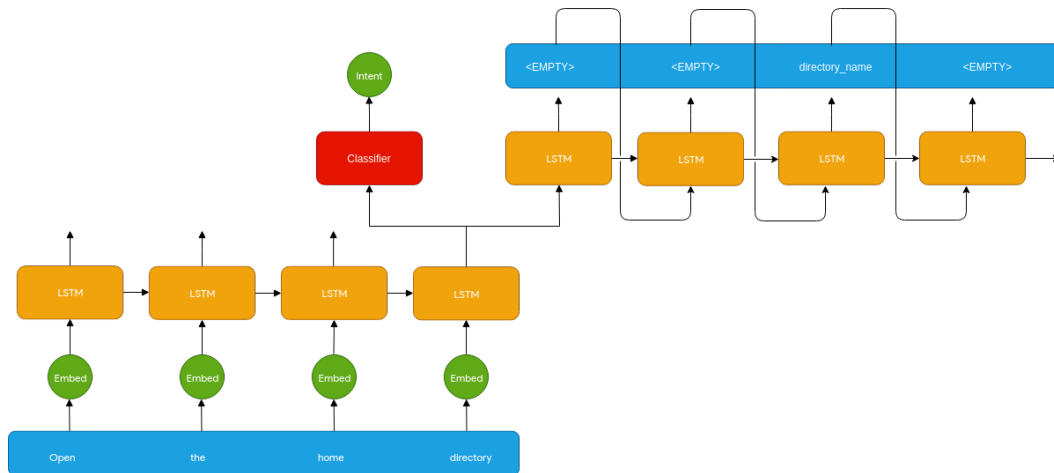 <EMPTY> <EMPTY> directory_name <EMPTY>
Intent
Classifier LSTM LSTM LSTM LSTM
LSTM LSTM LSTM LSTM
Embed Embed Embed Embed
Open the home directory